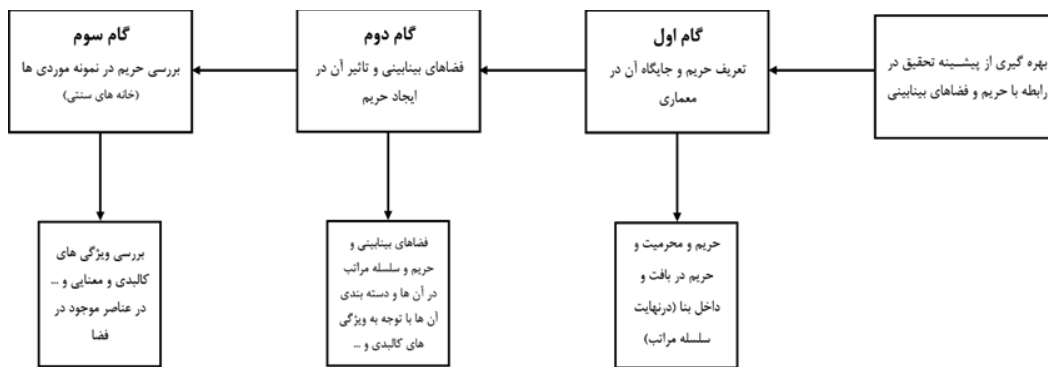 بهره گیری از پیشینه تحقیق در
رابطه با حریم و فضاهای بینابینی
گام اول
تعریف حریم و جایگاه آن در
معماری
گام دوم
فضاهای بینابینی و تاثیر آن در
ایجاد حریم
گام سوم
بررسی حریم در نمونه موردی ها
(خانه های سنتی)
حریم و محرمیت و
حریم در بافت و
داخل بنا (درنهایت
سلسله مراتب)
فضاهای بینابینی و
حریم و سلسله مراتب
در آن ها و دسته بندی
آن ها با توجه به ویژگی
های کالبدی و ...
بررسی ویژگی های
کالبدی و معنایی و ...
در عناصر موجود در
فضا